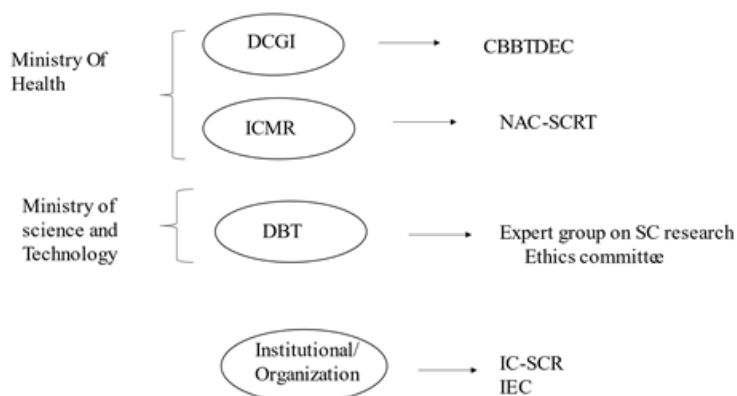 Ministry Of
Health
DCGI
CBBTDEC
ICMR
NAC-SCRT
Ministry of
science and
Technology
DBT
Expert group on SC research
Ethics committæ
Institutional/
Organization
IC-SCR
IEC